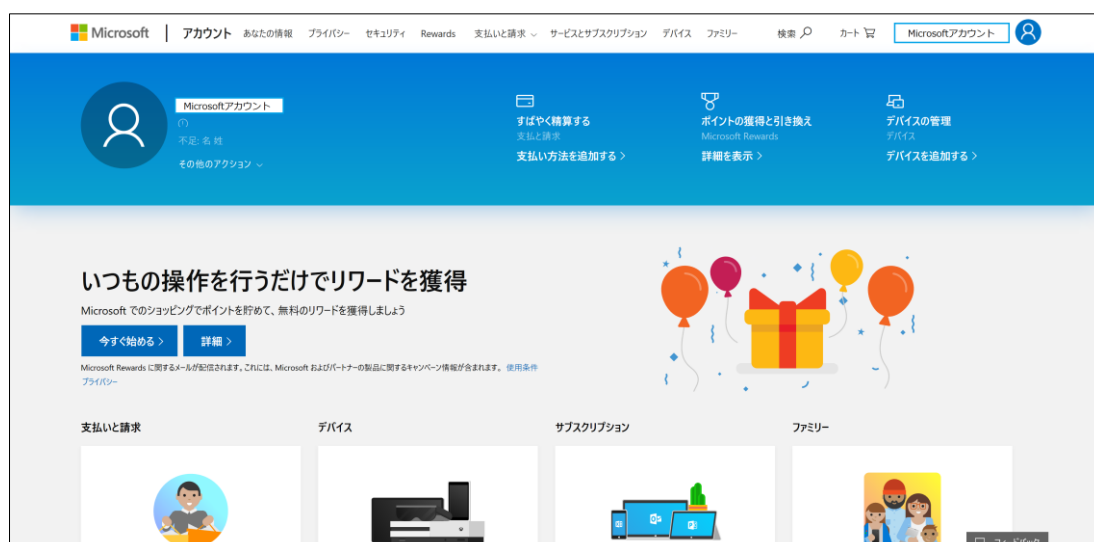 Microsoft アカウント あなたの情報 プライバシー セキュリティ Rewards 支払いと請求 サービスとサブスクリプション デバイス ファミリー 検索 カート Microsoftアカウント
Microsoftアカウント
不足: 名 姓
その他のアクション
すばやく精算する
支払と請求
支払い方法を追加する >
ポイントの獲得と引き換え
Microsoft Rewards
詳細を表示 >
デバイスの管理
デバイス
デバイスを追加する >
いつもの操作を行うだけでリワードを獲得
Microsoft でのショッピングでポイントを貯めて、無料のリワードを獲得しましょう
今すぐ始める > 詳細 >
Microsoft Rewards に関するメールが配信されます。これには、Microsoft およびパートナーの製品に関するキャンペーン情報が含まれます。 使用条件
プライバシー
支払いと請求 デバイス サブスクリプション ファミリー